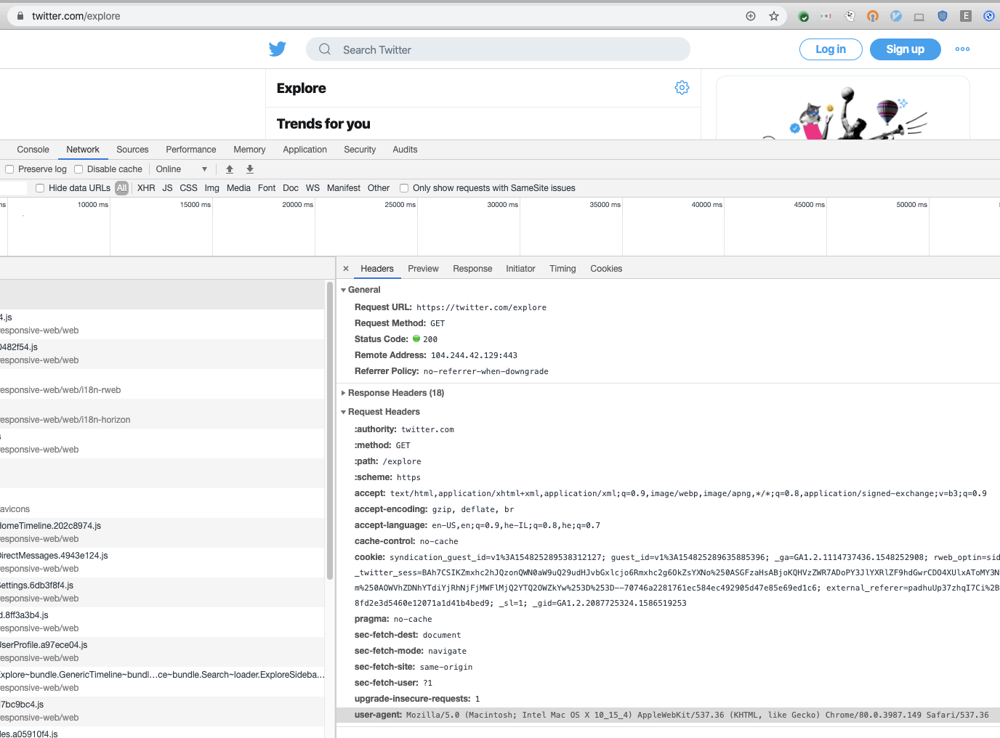 twitter.com/explore
E
Search Twitter
Log in
Sign up
Explore
Trends for you
Console Network Sources Performance Memory Application Security Audits
Preserve log Disable cache Online
Hide data URLs All XHR JS CSS Img Media Font Doc WS Manifest Other Only show requests with SameSite issues
ms 10000 ms 15000 ms 20000 ms 25000 ms 30000 ms 35000 ms 40000 ms 45000 ms 50000 ms
× Headers Preview Response Initiator Timing Cookies
4.js
esponsive-web/web
0482f54.js
esponsive-web/web
esponsive-web/web/i18n-rweb
esponsive-web/web/i18n-horizon
s
esponsive-web/web
avicons
HomeTimeline.202c8974.js
esponsive-web/web
DirectMessages.4943e124.js
esponsive-web/web
Settings.6db3f8f4.js
esponsive-web/web
d.8ff3a3b4.js
esponsive-web/web
UserProfile.a97ece04.js
esponsive-web/web
Explore~bundle.GenericTimeline~bundl…ce~bundle.Search~loader.ExploreSideba…
esponsive-web/web
47bc9bc4.js
esponsive-web/web
les.a05910f4.js
General
Request URL: https://twitter.com/explore
Request Method: GET
Status Code: 200
Remote Address: 104.244.42.129:443
Referrer Policy: no-referrer-when-downgrade
Response Headers (18)
Request Headers
:authority: twitter.com
:method: GET
:path: /explore
:scheme: https
accept: text/html,application/xhtml+xml,application/xml;q=0.9,image/webp,image/apng,*/*;q=0.8,application/signed-exchange;v=b3;q=0.9
accept-encoding: gzip, deflate, br
accept-language: en-US,en;q=0.9,he-IL;q=0.8,he;q=0.7
cache-control: no-cache
cookie: syndication_guest_id=v1%3A154825289538312127; guest_id=v1%3A154825289635885396; _ga=GA1.2.1114737436.1548252908; rweb_optin=sid
_twitter_sess=BAh7CSIKZmxhc2hJQzonQWN0aW9uQ29udHJvbGxlcjo6Rmxhc2g6OkZsYXNo%250ASGFzaHsABjoKQHVzZWR7ADoPY3JlYXRlZF9hdGwrCDO4XUlxAToMY3N
m%250AOWVhZDNhYTdiYjRhNjFjMWFlMjQ2YTQ2OWZkYw%253D%253D--70746a2281761ec584ec492905d47e85e69ed1c6; external_referer=padhuUp37zhqI7Ci%2B
8fd2e3d5460e12071a1d41b4bed9; _sl=1; _gid=GA1.2.2087725324.1586519253
pragma: no-cache
sec-fetch-dest: document
sec-fetch-mode: navigate
sec-fetch-site: same-origin
sec-fetch-user: ?1
upgrade-insecure-requests: 1
user-agent: Mozilla/5.0 (Macintosh; Intel Mac OS X 10_15_4) AppleWebKit/537.36 (KHTML, like Gecko) Chrome/80.0.3987.149 Safari/537.36